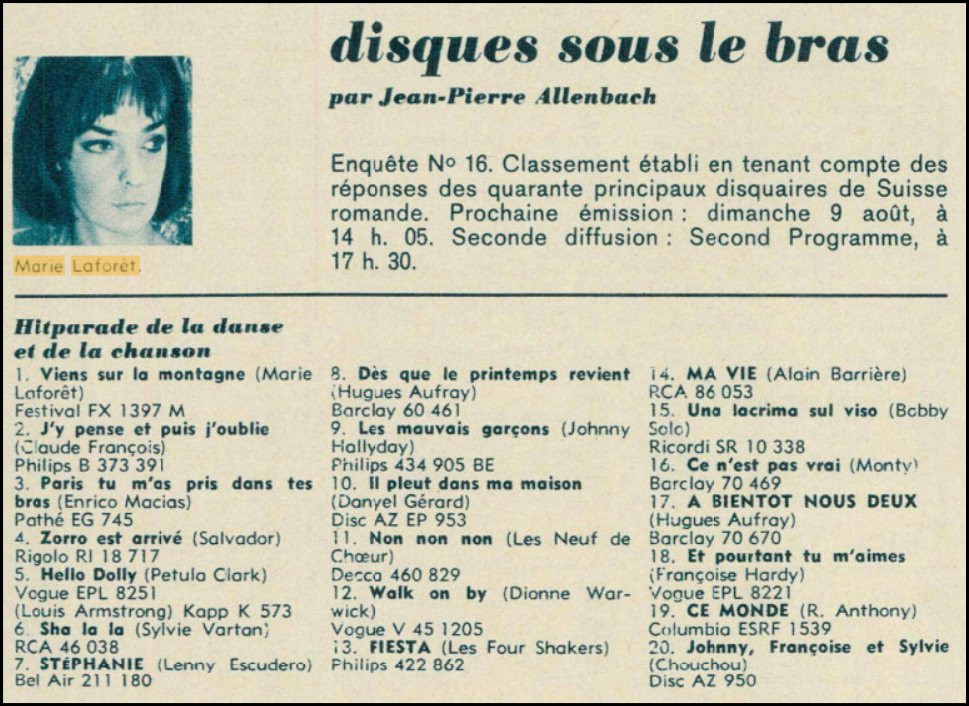 disques sous le bras
par Jean-Pierre Allenbach
Enquête No 16. Classement établi en tenant compte des
réponses des quarante principaux disquaires de Suisse
romande. Prochaine émission : dimanche 9 août, à
14 h. 05. Seconde diffusion : Second Programme, à
17 h. 30.
Marie Laforêt.
Hitparade de la danse
et de la chanson
1. Viens sur la montagne (Marie
Laforêt)
Festival FX 1397 M
2. J'y pense et puis j'oublie
(Claude François)
Philips B 373 391
3. Paris tu m'as pris dans tes
bras (Enrico Macias)
Pathé EG 745
4. Zorro est arrivé (Salvador)
Rigolo RI 18 717
5. Hello Dolly (Petula Clark)
Vogue EPL 8251
(Louis Armstrong) Kapp K 573
6. Sha la la (Sylvie Vartan)
RCA 46 038
7. STÉPHANIE (Lenny Escudero)
Bel Air 211 180
8. Dès que le printemps revient
(Hugues Aufray)
Barclay 60 461
9. Les mauvais garçons (Johnny
Hallyday)
Philips 434 905 BE
10. Il pleut dans ma maison
(Danyel Gérard)
Disc AZ EP 953
11. Non non non (Les Neuf de
Chœur)
Decca 460 829
12. Walk on by (Dionne War-
wick)
Vogue V 45 1205
13. FIESTA (Les Four Shakers)
Philips 422 862
14. MA VIE (Alain Barrière)
RCA 86 053
15. Una lacrima sul viso (Bobby
Solo)
Ricordi SR 10 338
16. Ce n'est pas vrai (Monty)
Barclay 70 469
17. A BIENTOT NOUS DEUX
(Hugues Aufray)
Barclay 70 670
18. Et pourtant tu m'aimes
(Françoise Hardy)
Vogue EPL 8221
19. CE MONDE (R. Anthony)
Columbia ESRF 1539
20. Johnny, Françoise et Sylvie
(Chouchou)
Disc AZ 950